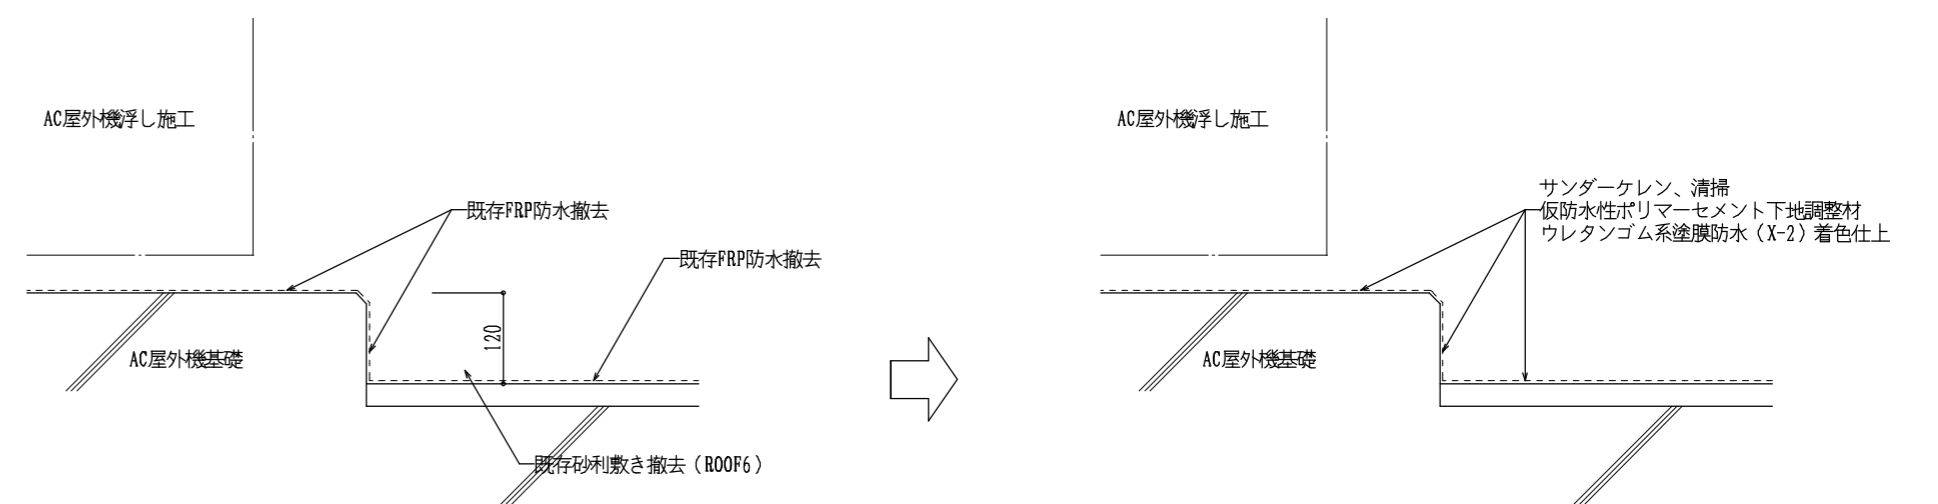 AC屋外機浮し施工
既存FRP防水撤去
既存FRP防水撤去
120
AC屋外機基礎
既存砂利敷き撤去（ROOF6）
AC屋外機浮し施工
サンダーケレン、清掃
仮防水性ポリマーセメント下地調整材
ウレタンゴム系塗膜防水（X-2）着色仕上
AC屋外機基礎